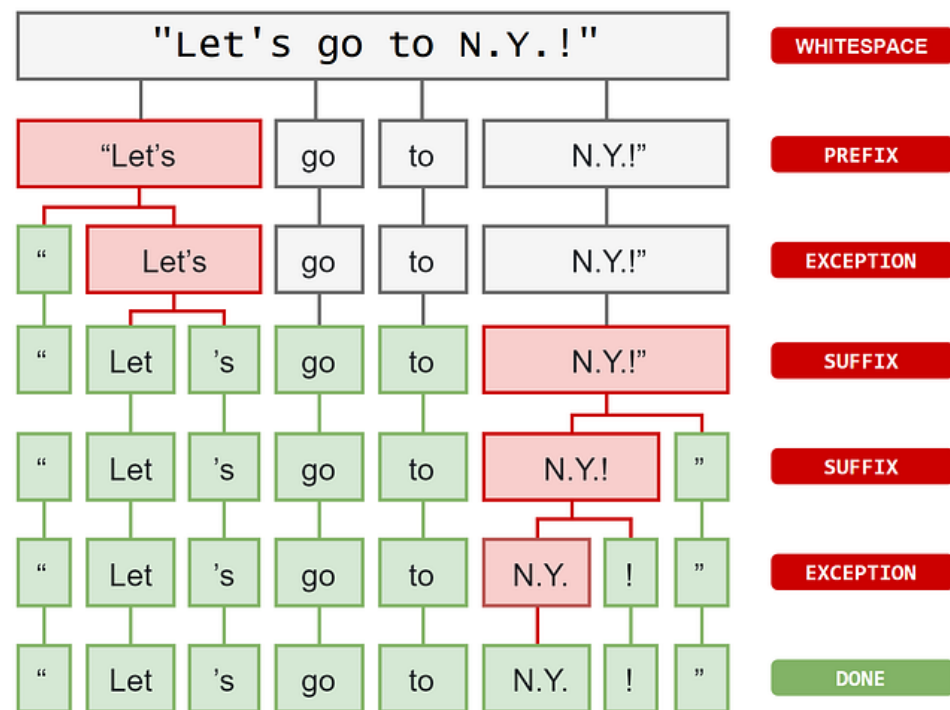 "Let's go to N.Y.!" WHITESPACE
“Let’s go to N.Y.!” PREFIX
“ Let’s go to N.Y.!” EXCEPTION
“ Let ’s go to N.Y.!” SUFFIX
“ Let ’s go to N.Y.! ” SUFFIX
“ Let ’s go to N.Y. ! ” EXCEPTION
“ Let ’s go to N.Y. ! ” DONE